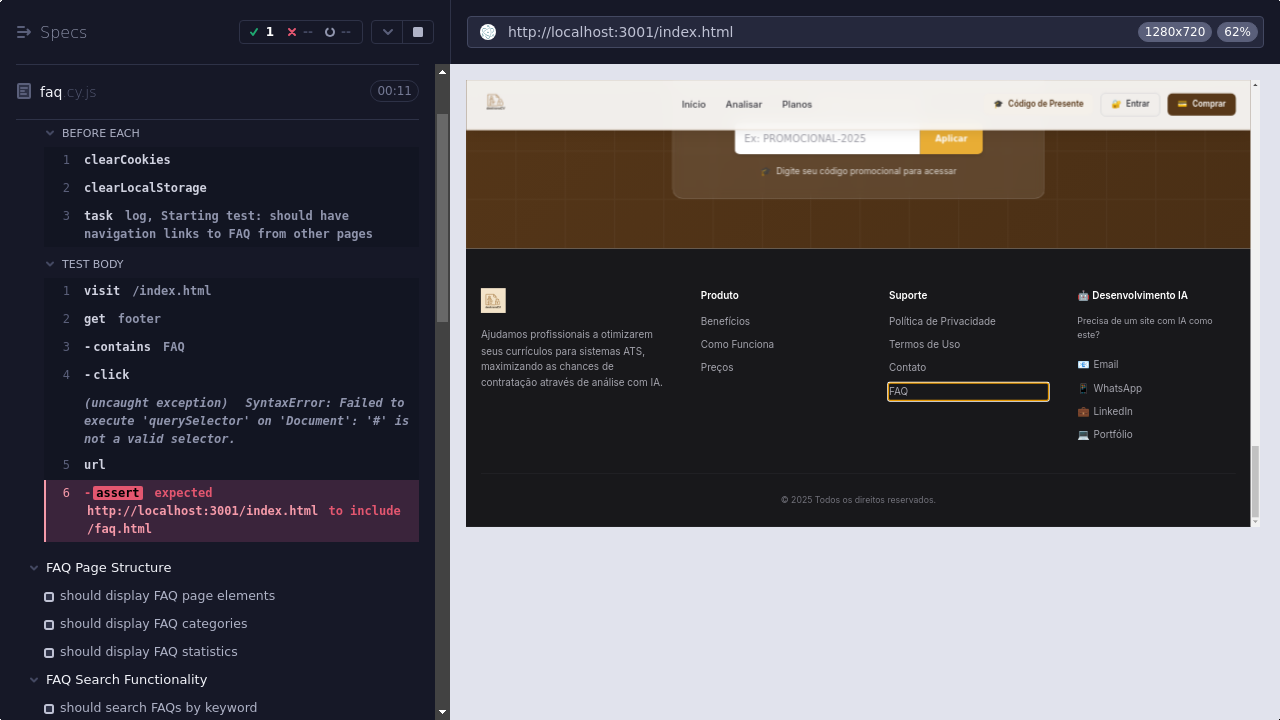 Specs
1 -- --
http://localhost:3001/index.html
1280x720
62%
faq cy.js
00:11
BEFORE EACH
1 clearCookies
2 clearLocalStorage
3 task log, Starting test: should have
navigation links to FAQ from other pages
TEST BODY
1 visit /index.html
2 get footer
3 -contains FAQ
4 -click
(uncaught exception) SyntaxError: Failed to
execute 'querySelector' on 'Document': '#' is
not a valid selector.
5 url
6 -assert expected
http://localhost:3001/index.html to include
/faq.html
FAQ Page Structure
should display FAQ page elements
should display FAQ categories
should display FAQ statistics
FAQ Search Functionality
should search FAQs by keyword
Início
Analisar
Planos
Código de Presente
Entrar
Comprar
Ex: PROMOCIONAL-2025
Aplicar
Digite seu código promocional para acessar
Ajudamos profissionais a otimizarem
seus currículos para sistemas ATS,
maximizando as chances de
contratação através de análise com IA.
Produto
Benefícios
Como Funciona
Preços
Suporte
Política de Privacidade
Termos de Uso
Contato
FAQ
🤖 Desenvolvimento IA
Precisa de um site com IA como
este?
📧 Email
📱 WhatsApp
💼 LinkedIn
💻 Portfólio
© 2025 Todos os direitos reservados.